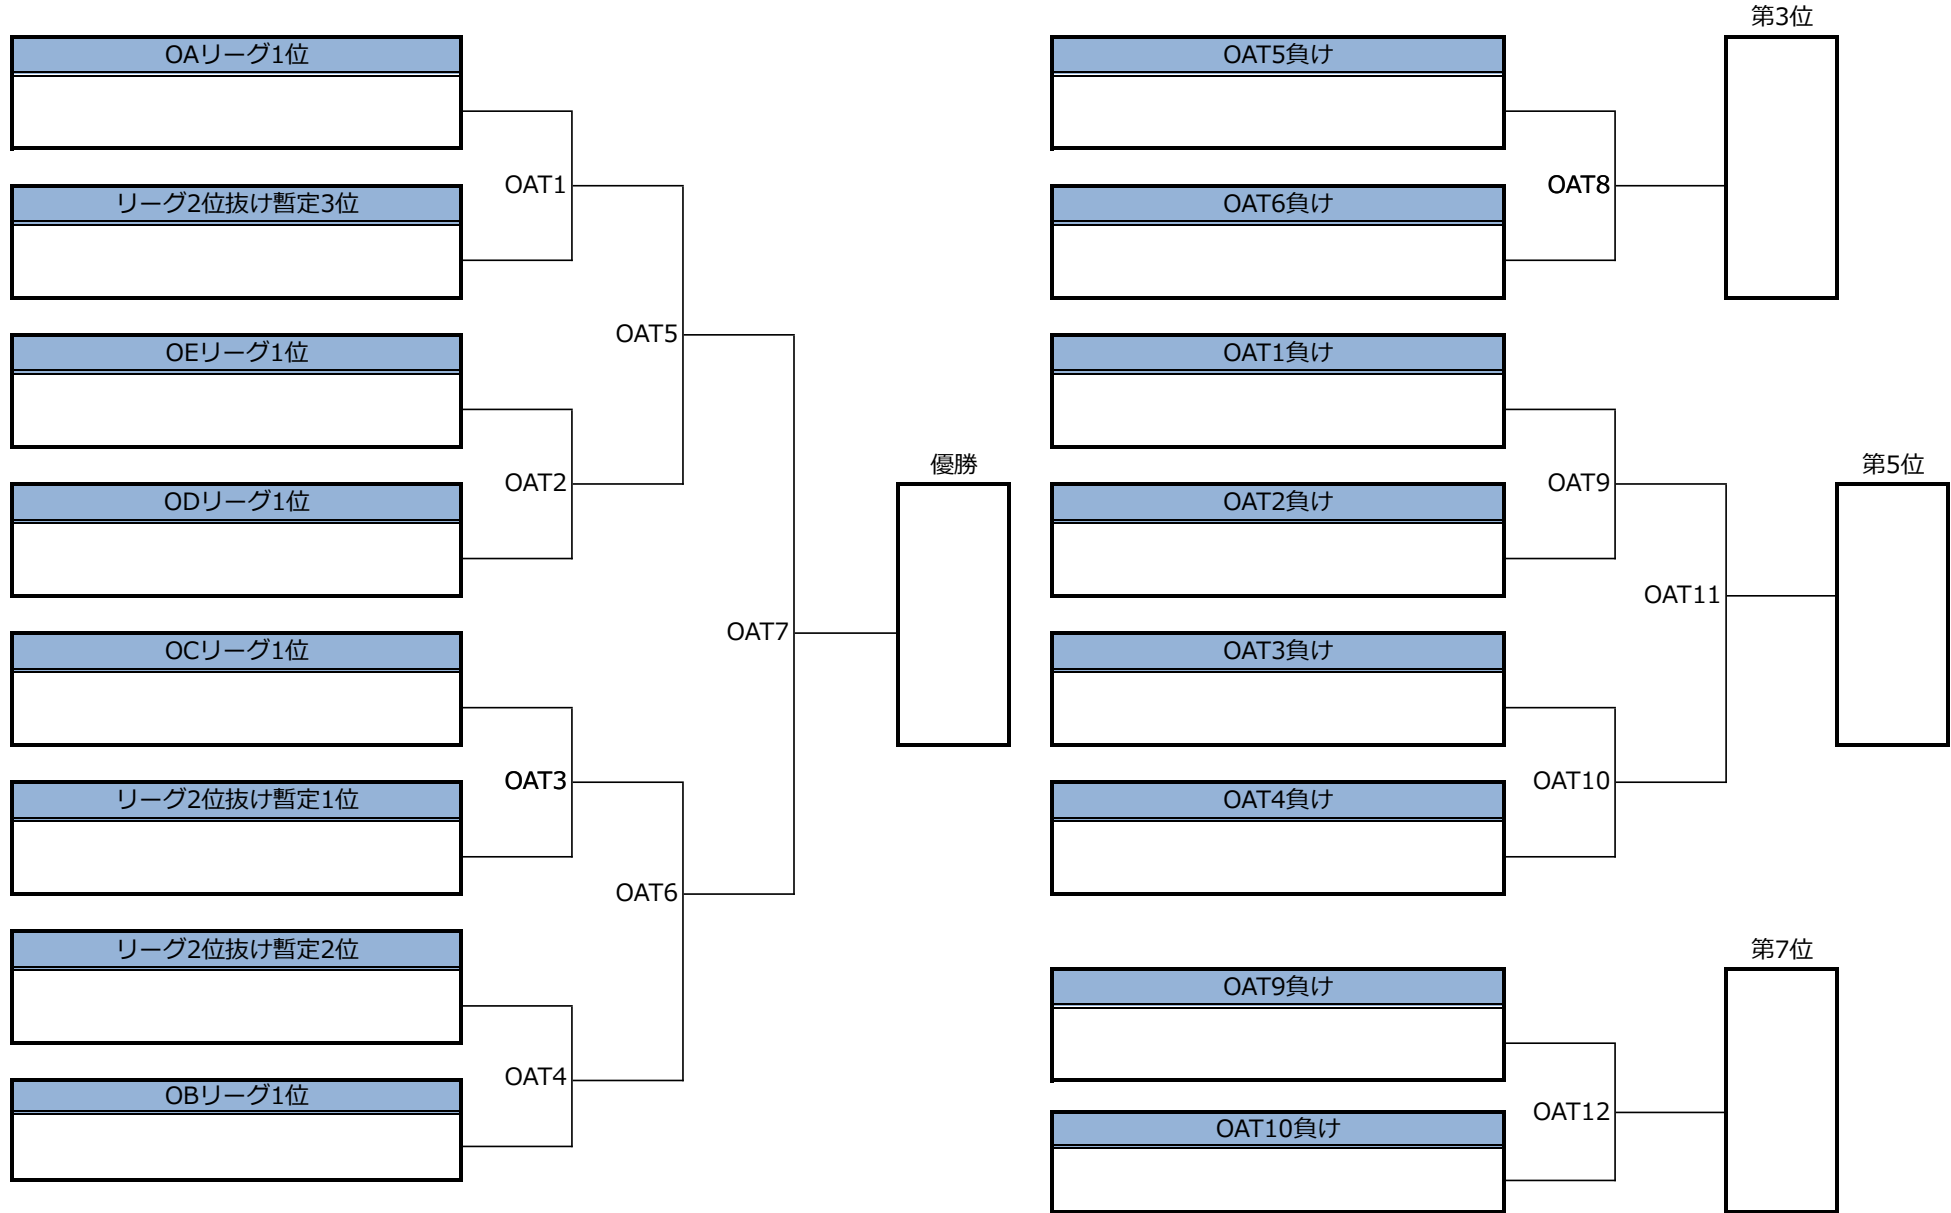 OAリーグ1位
OAT1
リーグ2位抜け暫定3位
OAT5
OEリーグ1位
OAT2
ODリーグ1位
優勝
OAT7
OCリーグ1位
OAT3
リーグ2位抜け暫定1位
OAT6
リーグ2位抜け暫定2位
OAT4
OBリーグ1位
第3位
OAT5負け
OAT8
OAT6負け
OAT1負け
OAT9
OAT2負け
第5位
OAT11
OAT3負け
OAT10
OAT4負け
第7位
OAT9負け
OAT12
OAT10負け